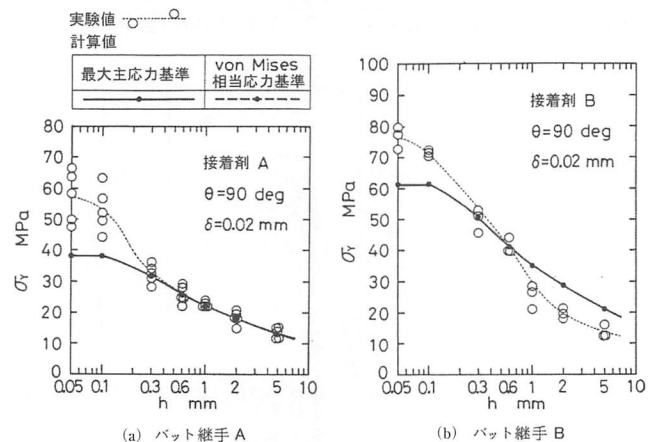 実験値
計算値
最大主応力基準
von Mises
相当応力基準
80
70
60
50
40
30
20
10
0
σᵧ MPa
接着剤 A
θ=90 deg
δ=0.02 mm
0.05 0.1 0.3 0.6 1 2 5 10
h mm
(a) バット継手 A
100
90
80
70
60
50
40
30
20
10
0
σᵧ MPa
接着剤 B
θ=90 deg
δ=0.02 mm
0.05 0.1 0.3 0.6 1 2 5 10
h mm
(b) バット継手 B